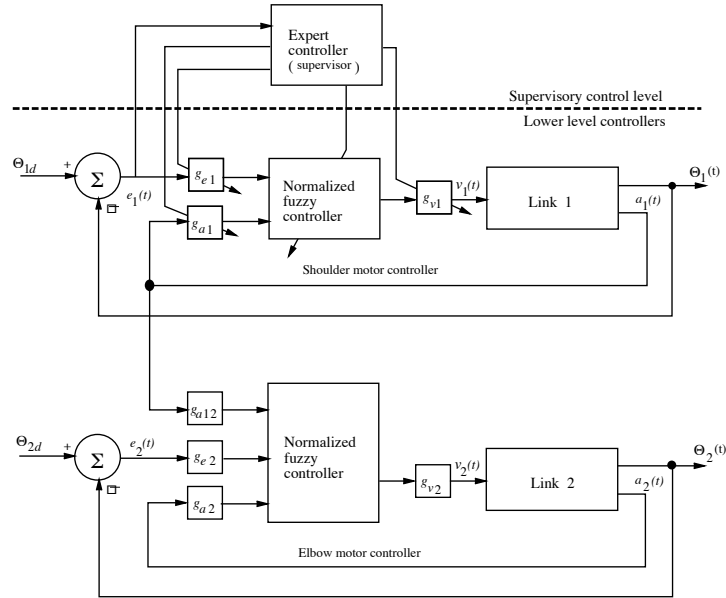 Expert
controller
( supervisor )
Supervisory control level
Lower level controllers
Θ1d
+
Σ
e1(t)
ge1
ga1
Normalized
fuzzy
controller
gv1
v1(t)
Link 1
Θ1(t)
a1(t)
Shoulder motor controller
ga12
Θ2d
+
Σ
e2(t)
ge2
ga2
Normalized
fuzzy
controller
gv2
v2(t)
Link 2
Θ2(t)
a2(t)
Elbow motor controller